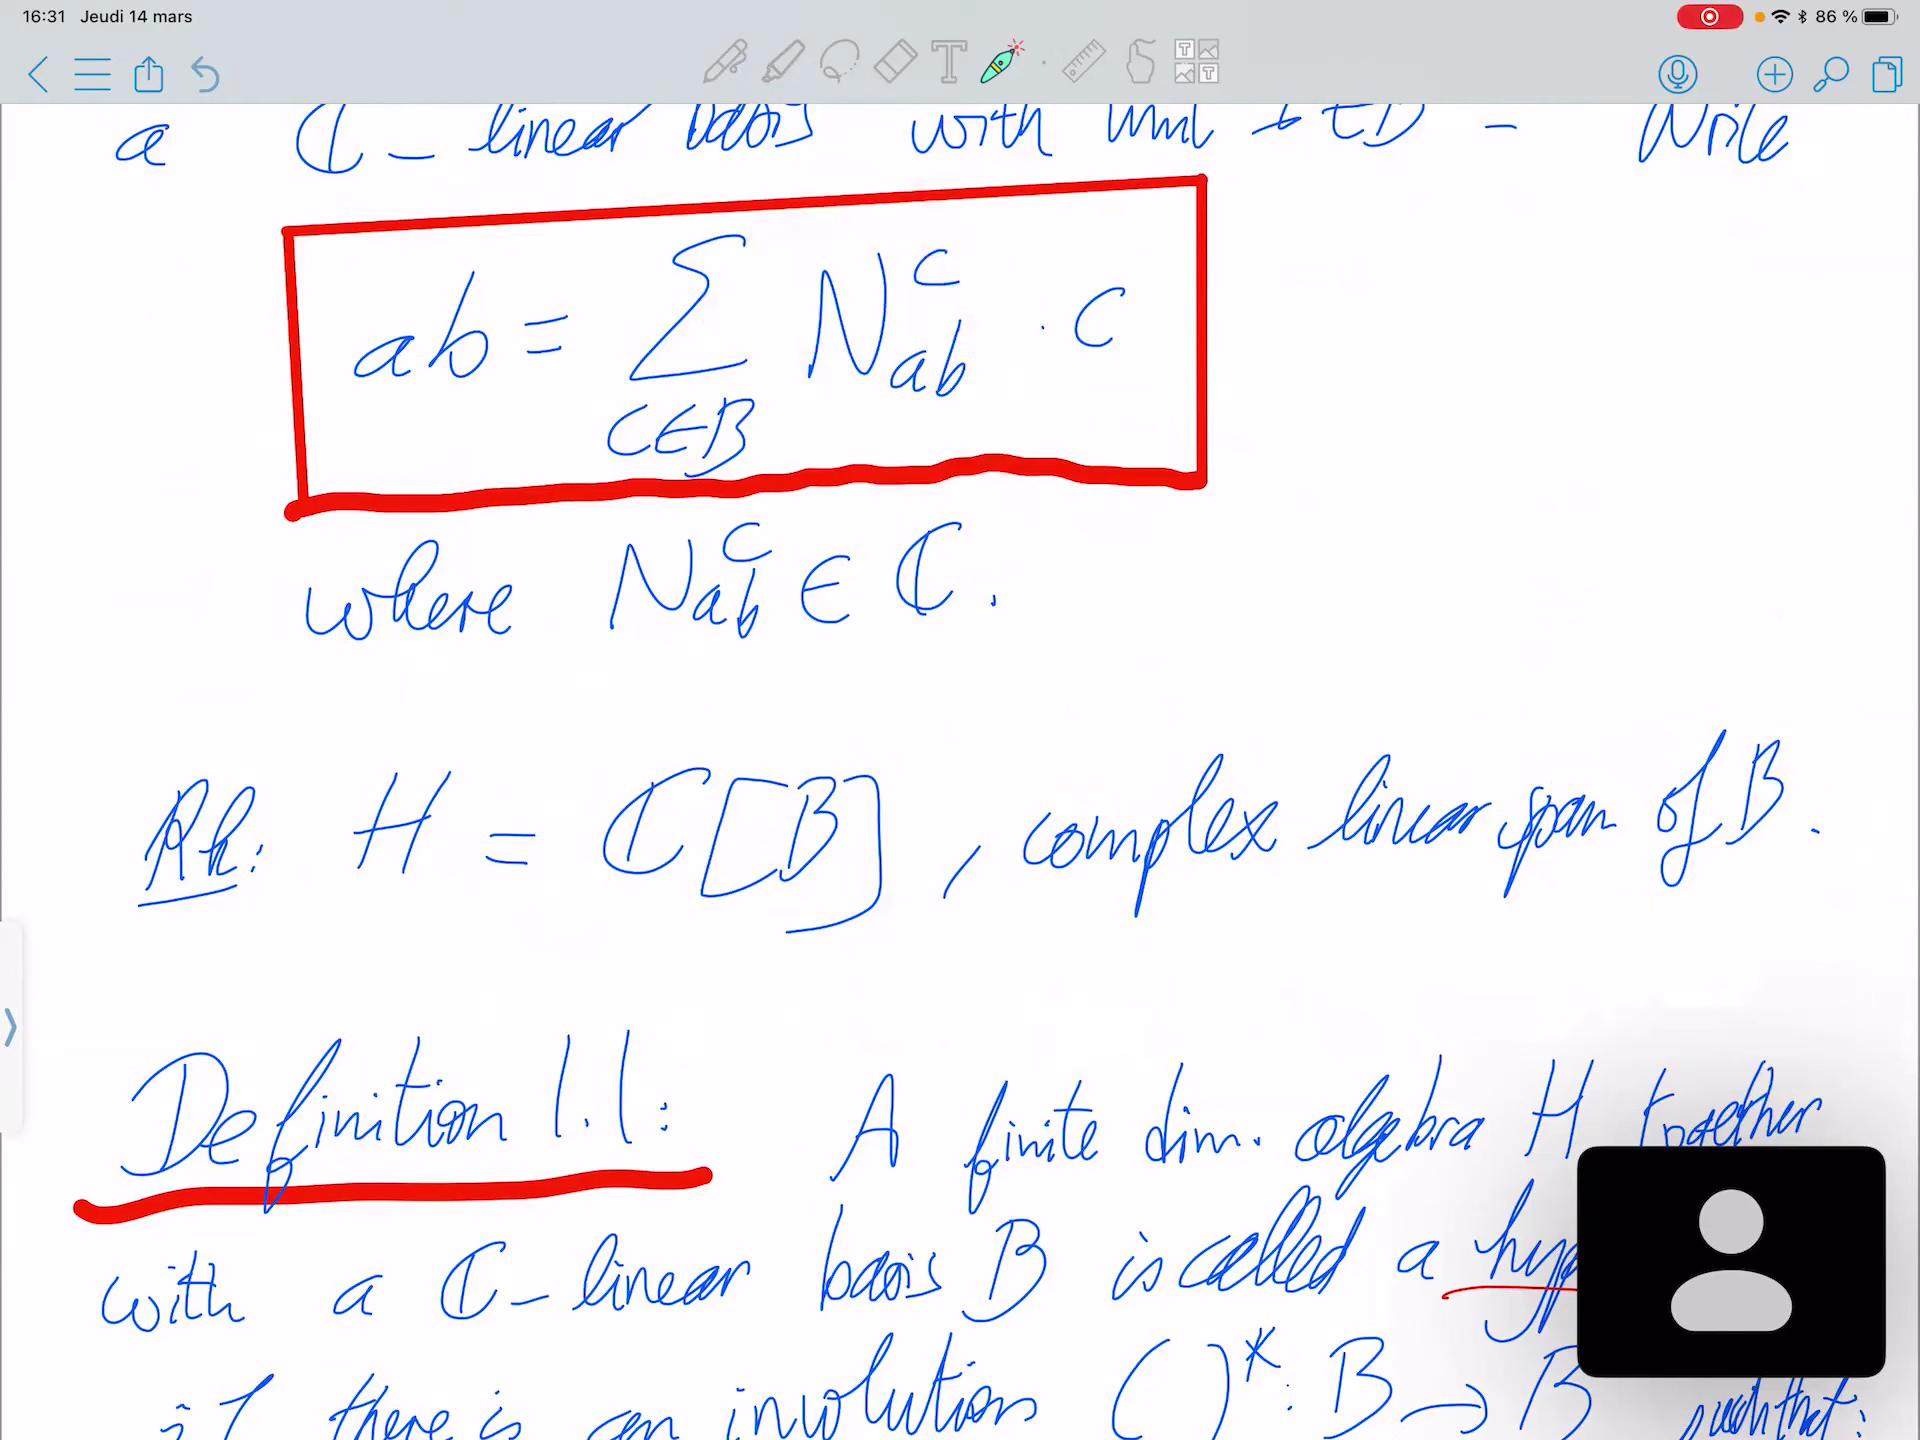 16:31 Jeudi 14 mars
86 %
a ℂ - linear basis with unit 1 ∈ B - Write
ab = ∑_{c∈B} N_{ab}^{c} · c
where N_{ab}^{c} ∈ ℂ.
Rk: H = ℂ[B], complex linear span of B.
Definition 1.1: A finite dim. algebra H together
with a ℂ - linear basis B is called a
if there is an involution ( )* : B → B such that: